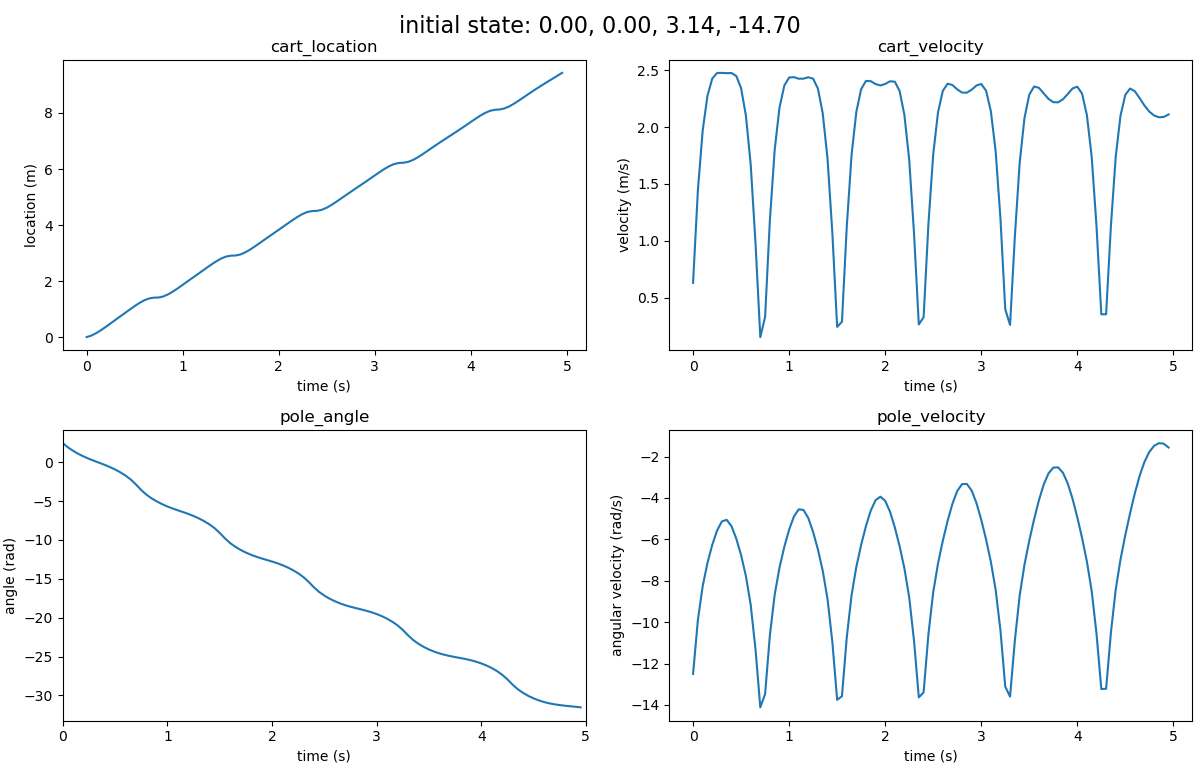 initial state: 0.00, 0.00, 3.14, -14.70
cart_location
location (m)
8
6
4
2
0
0 1 2 3 4 5
time (s)
cart_velocity
velocity (m/s)
2.5
2.0
1.5
1.0
0.5
0 1 2 3 4 5
time (s)
pole_angle
angle (rad)
0
−5
−10
−15
−20
−25
−30
0 1 2 3 4 5
time (s)
pole_velocity
angular velocity (rad/s)
−2
−4
−6
−8
−10
−12
−14
0 1 2 3 4 5
time (s)